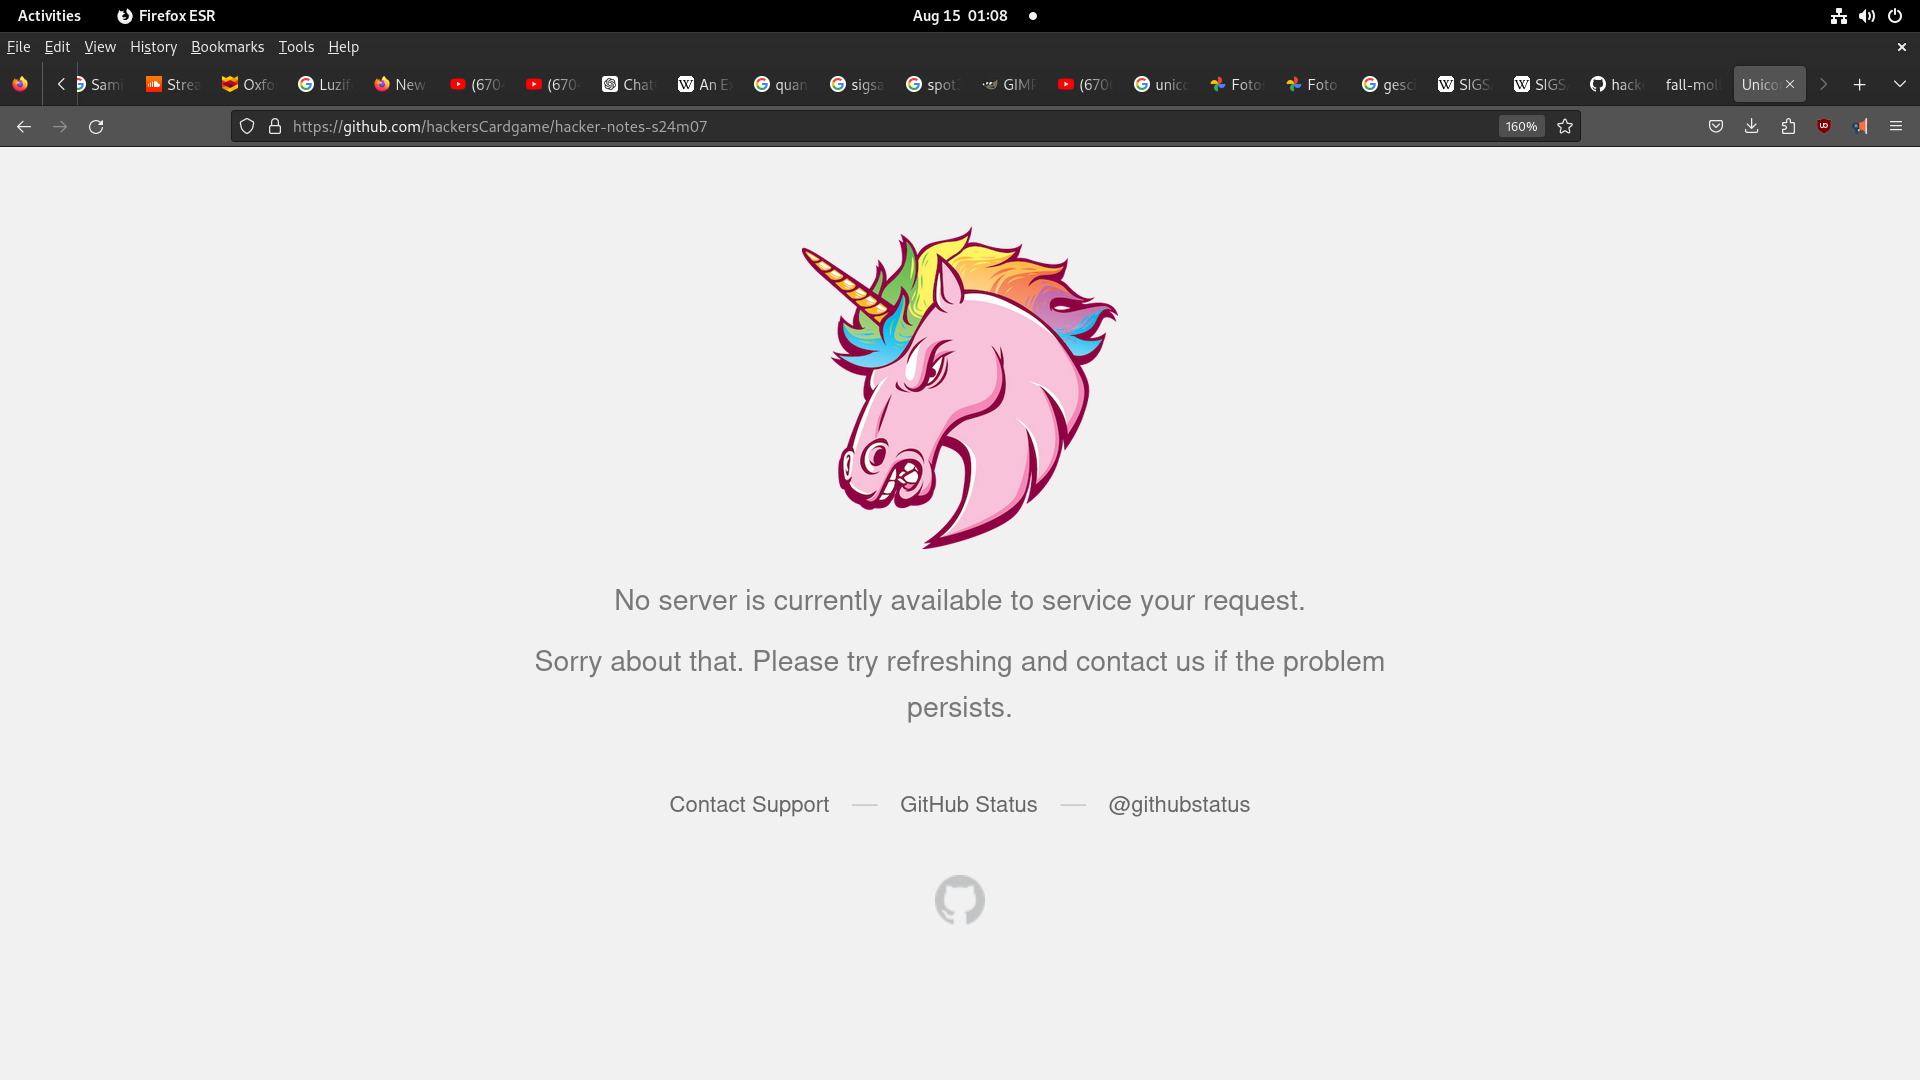 Activities Firefox ESR Aug 15 01:08
File Edit View History Bookmarks Tools Help
Sami Strea Oxfo Luzif New (670 (670 Chat An E quan sigsa spot GIMP (670 unico Foto Foto gesc SIGS SIGS hack fall-mol Unico
https://github.com/hackersCardgame/hacker-notes-s24m07 160%
No server is currently available to service your request.
Sorry about that. Please try refreshing and contact us if the problem
persists.
Contact Support — GitHub Status — @githubstatus